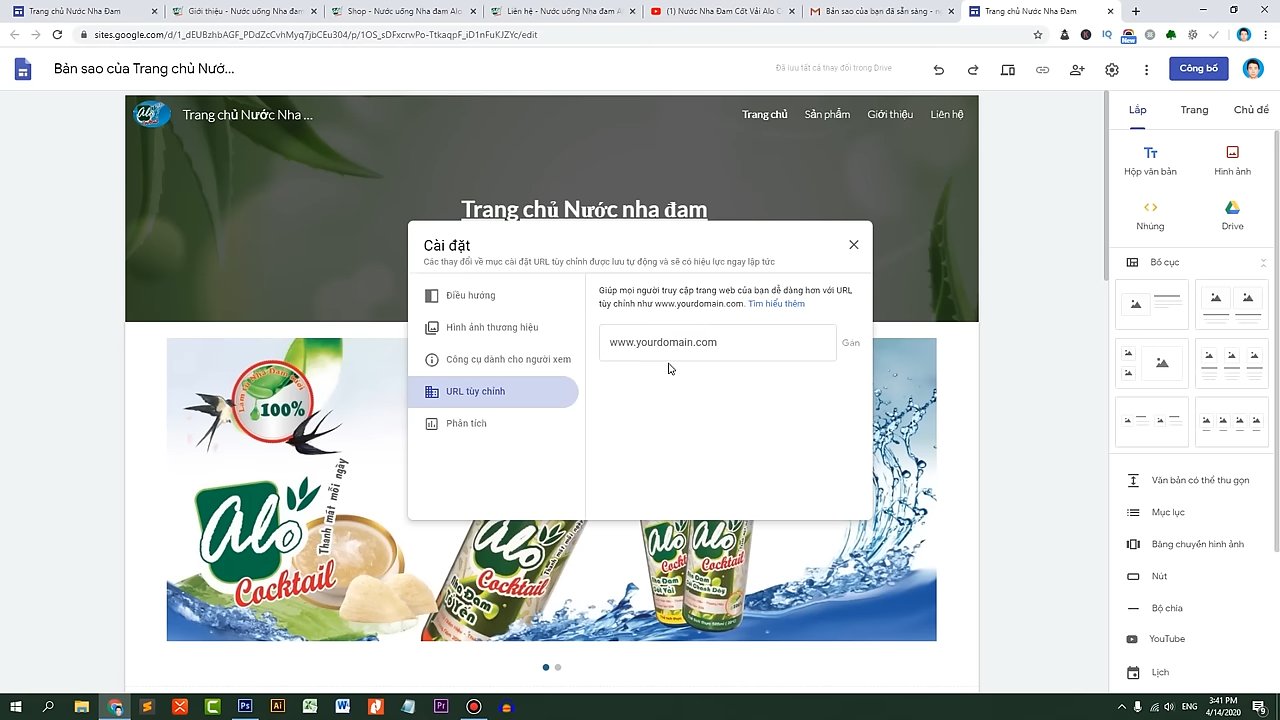 Trang chủ Nước Nha Đam
Giới thiệu - Nước uống Nha đam
Shop - Nước uống Nha đam Alo
Liên hệ - Nước uống Nha đam A
(1) Nước Nha Đam Cốt Vải Alo C
Bản sao của bạn đã sẵn sàng - n
Trang chủ Nước Nha Đam
sites.google.com/d/1_dEUBzhbAGF_PDdZcCvhMyq7jbCEu304/p/1OS_sDFxcrwPo-TtkaqpF_iD1nFuKJZYc/edit
IQ
New
Bản sao của Trang chủ Nướ...
Đã lưu tất cả thay đổi trong Drive
Công bố
Alo
Trang chủ Nước Nha ...
Trang chủ
Sản phẩm
Giới thiệu
Liên hệ
Lắp
Trang
Chủ đề
Trang chủ Nước nha đam
Hộp văn bản
Hình ảnh
Nhúng
Drive
Bố cục
Cài đặt
Các thay đổi về mục cài đặt URL tùy chỉnh được lưu tự động và sẽ có hiệu lực ngay lập tức
Điều hướng
Hình ảnh thương hiệu
Công cụ dành cho người xem
URL tùy chỉnh
Phân tích
Giúp mọi người truy cập trang web của bạn dễ dàng hơn với URL
tùy chỉnh như www.yourdomain.com. Tìm hiểu thêm
www.yourdomain.com
Gán
100%
Alo
Cocktail
Thanh mát mỗi ngày
Alo
Cocktail
Alo
Alo
Văn bản có thể thu gọn
Mục lục
Băng chuyền hình ảnh
Nút
Bộ chia
YouTube
Lịch
ENG
3:41 PM
4/14/2020